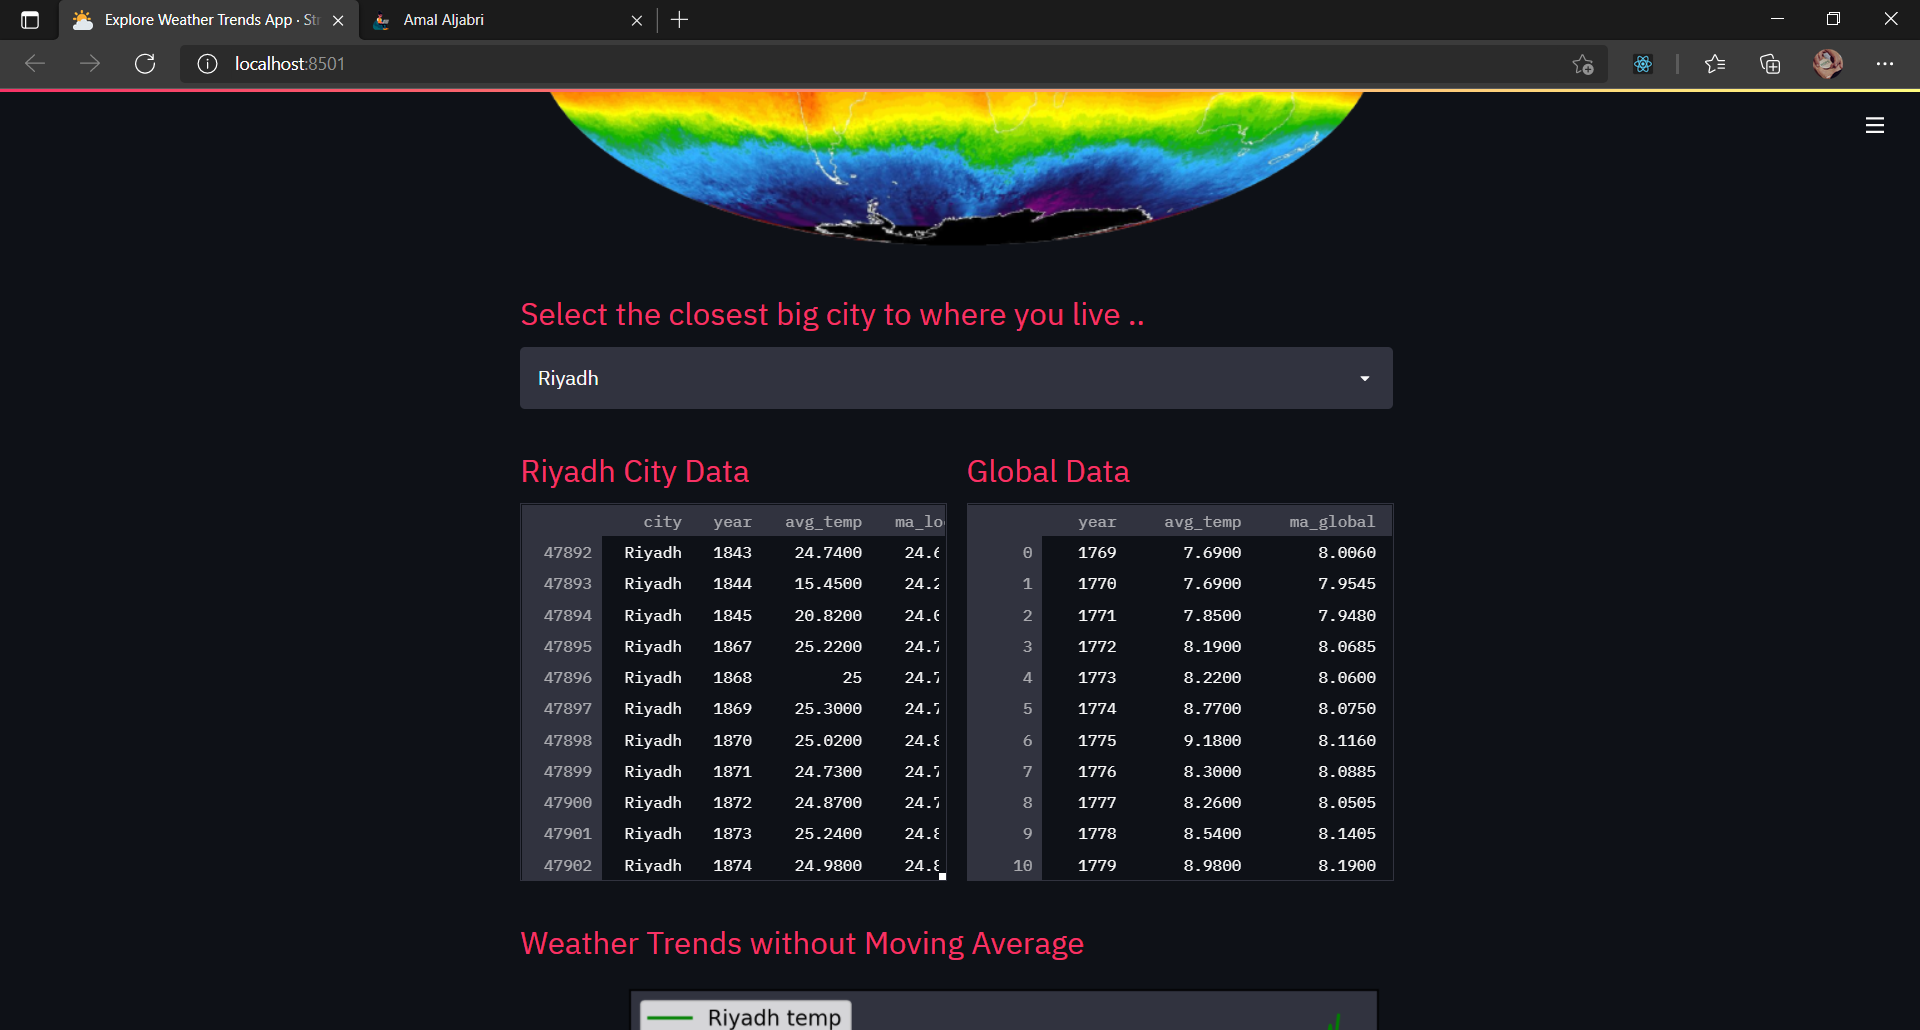 Explore Weather Trends App · Str
Amal Aljabri
localhost:8501
Select the closest big city to where you live ..
Riyadh
Riyadh City Data
city year avg_temp ma_lo
47892 Riyadh 1843 24.7400 24.6
47893 Riyadh 1844 15.4500 24.2
47894 Riyadh 1845 20.8200 24.0
47895 Riyadh 1867 25.2200 24.7
47896 Riyadh 1868 25 24.7
47897 Riyadh 1869 25.3000 24.7
47898 Riyadh 1870 25.0200 24.8
47899 Riyadh 1871 24.7300 24.7
47900 Riyadh 1872 24.8700 24.7
47901 Riyadh 1873 25.2400 24.8
47902 Riyadh 1874 24.9800 24.8
Global Data
year avg_temp ma_global
0 1769 7.6900 8.0060
1 1770 7.6900 7.9545
2 1771 7.8500 7.9480
3 1772 8.1900 8.0685
4 1773 8.2200 8.0600
5 1774 8.7700 8.0750
6 1775 9.1800 8.1160
7 1776 8.3000 8.0885
8 1777 8.2600 8.0505
9 1778 8.5400 8.1405
10 1779 8.9800 8.1900
Weather Trends without Moving Average
Riyadh temp